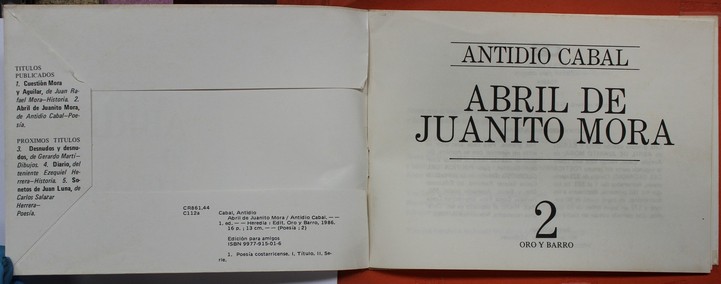 TITULOS
PUBLICADOS
1. Cuestión Mora
y Aguilar, de Juan Ra-
fael Mora—Historia. 2.
Abril de Juanito Mora,
de Antidio Cabal—Poe-
sía.
PROXIMOS TITULOS
3. Desnudos y desnu-
dos, de Gerardo Martí—
Dibujos. 4. Diario, del
teniente Ezequiel He-
rrera—Historia. 5. So-
netos de Juan Luna, de
Carlos Salazar
Herrera—
Poesía.
CR861.44
C112a
Cabal, Antidio
Abril de Juanito Mora / Antidio Cabal. — —
1. ed. — — Heredia : Edit. Oro y Barro, 1986.
16 p. ; 13 cm. — — (Poesía ; 2)
Edición para amigos
ISBN 9977-915-01-6
1. Poesía costarricense. I. Título. II. Se-
rie.
ANTIDIO CABAL
ABRIL DE
JUANITO MORA
2
ORO Y BARRO